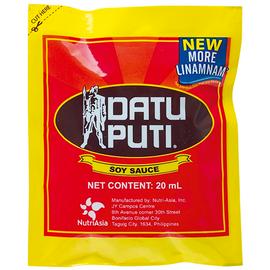 CUT HERE
NEW
MORE
LINAMNAM
DATU
PUTI
SOY SAUCE
NET CONTENT: 20 mL
NutriAsia
Manufactured by: Nutri-Asia, Inc.
JY Campos Centre
9th Avenue corner 30th Street
Bonifacio Global City
Taguig City, 1634, Philippines